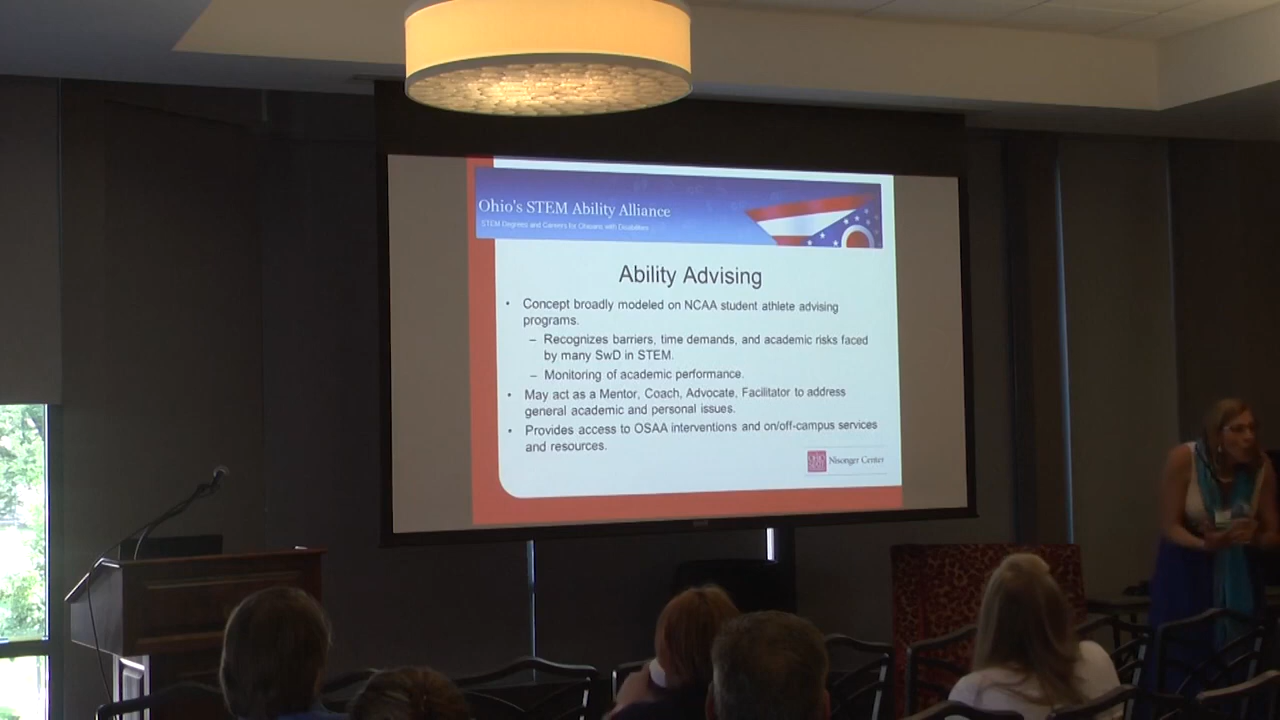 Ohio's STEM Ability Alliance
STEM Degrees and Careers for Ohioans with Disabilities
Ability Advising
• Concept broadly modeled on NCAA student athlete advising
programs.
– Recognizes barriers, time demands, and academic risks faced
by many SwD in STEM.
– Monitoring of academic performance.
• May act as a Mentor, Coach, Advocate, Facilitator to address
general academic and personal issues.
• Provides access to OSAA interventions and on/off-campus services
and resources.
OHIO
STATE
Nisonger Center